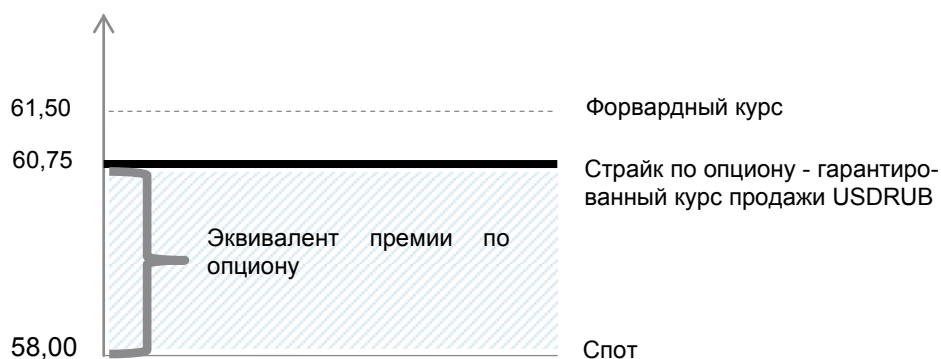 61,50
Форвардный курс
60,75
Страйк по опциону - гарантиро-
ванный курс продажи USDRUB
Эквивалент премии по
опциону
58,00
Спот